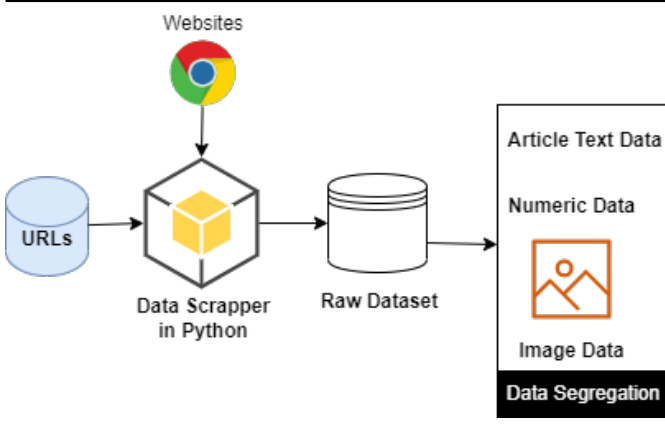 Websites
URLs
Data Scrapper
in Python
Raw Dataset
Article Text Data
Numeric Data
Image Data
Data Segregation